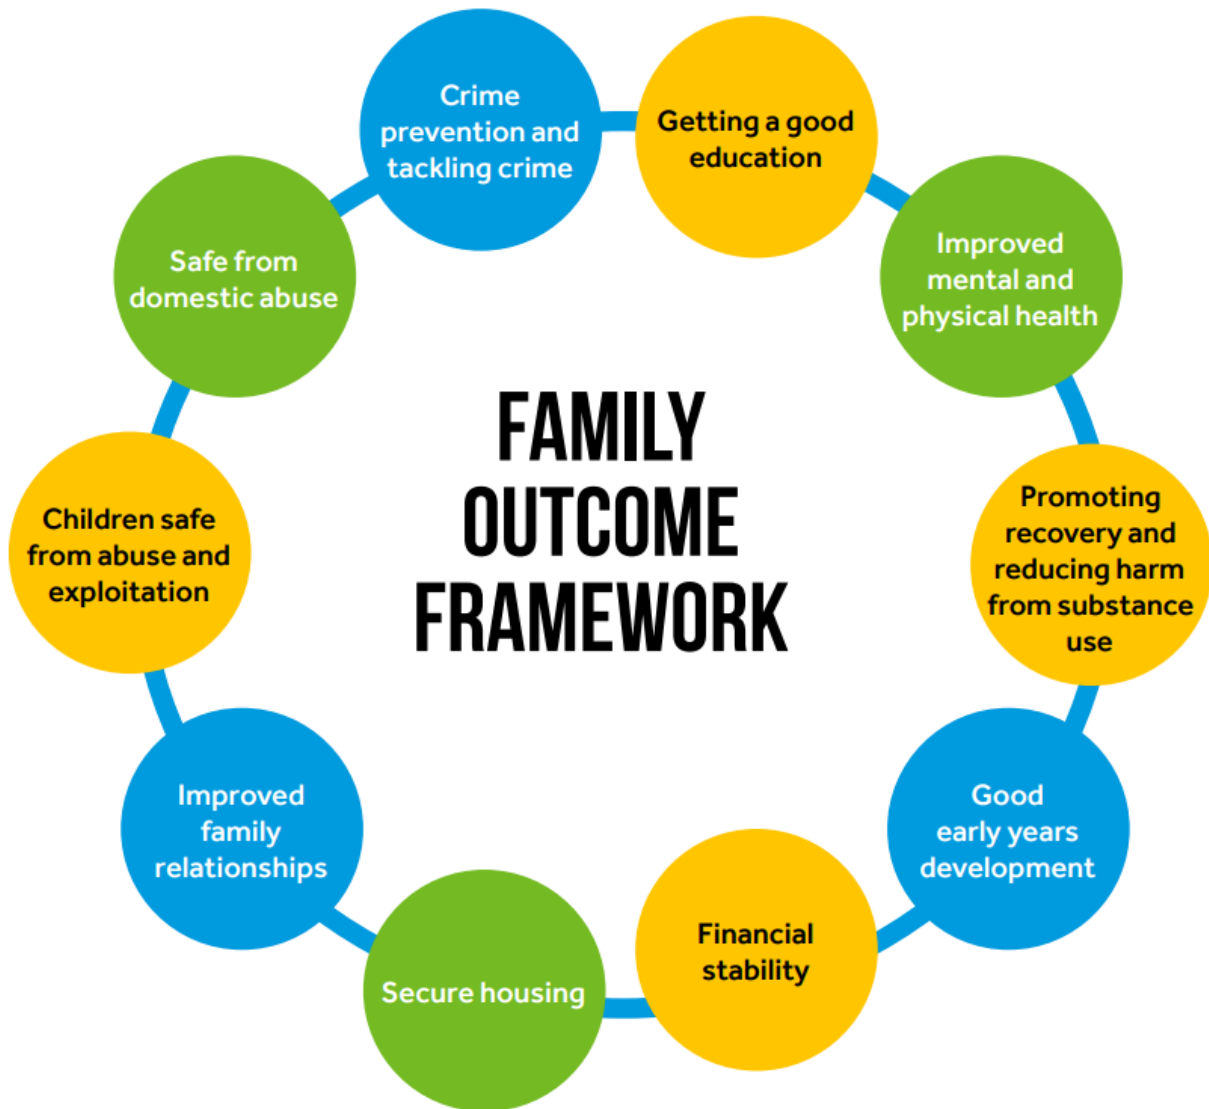 Crime
prevention and
tackling crime
Getting a good
education
Improved
mental and
physical health
Promoting
recovery and
reducing harm
from substance
use
Good
early years
development
Financial
stability
Secure housing
Improved
family
relationships
Children safe
from abuse and
exploitation
Safe from
domestic abuse
FAMILY
OUTCOME
FRAMEWORK